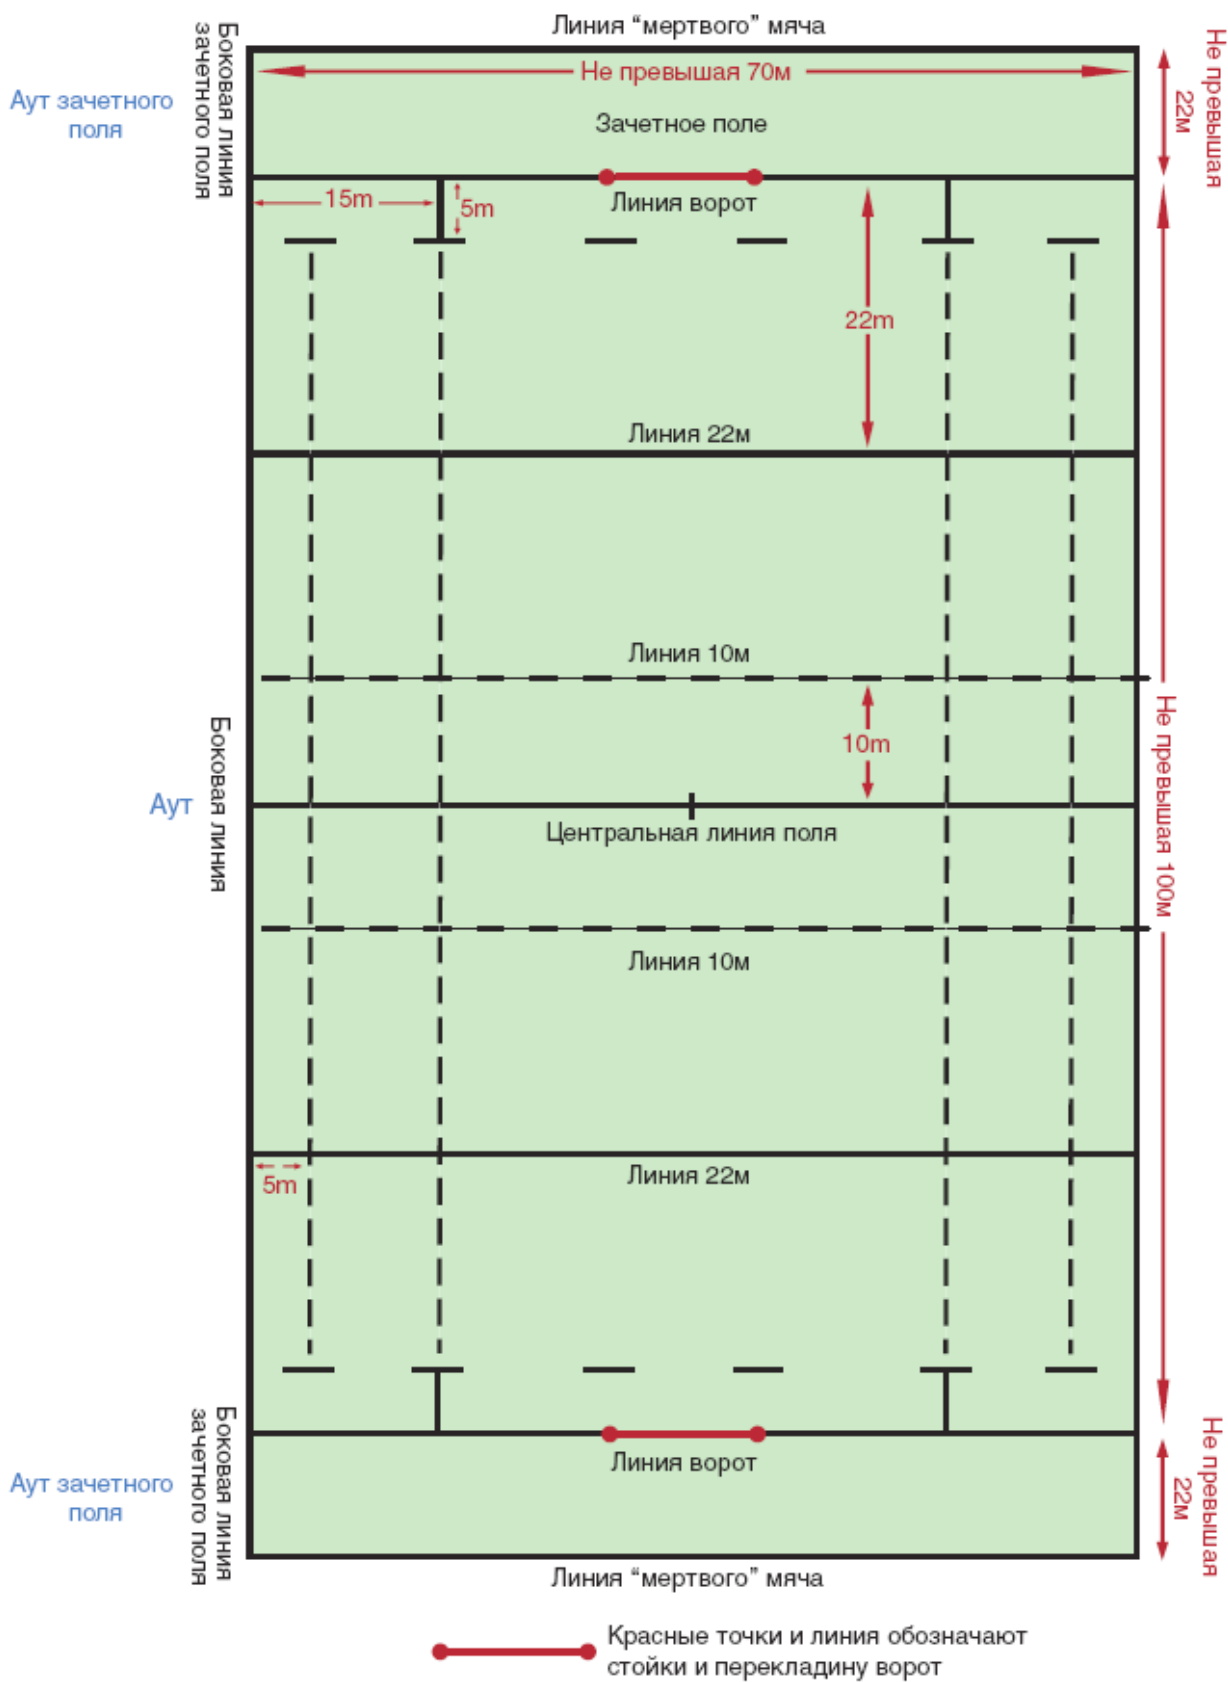 Линия “мертвого” мяча
Боковая линия
зачетного поля
Не превышая
22м
Не превышая 70м
Аут зачетного
поля
Зачетное поле
15m
5m
Линия ворот
22m
Линия 22м
Линия 10м
10m
Не превышая 100м
Боковая линия
Аут
Центральная линия поля
Линия 10м
5m
Линия 22м
Боковая линия
зачетного поля
Не превышая
22м
Линия ворот
Аут зачетного
поля
Линия “мертвого” мяча
Красные точки и линия обозначают
стойки и перекладину ворот